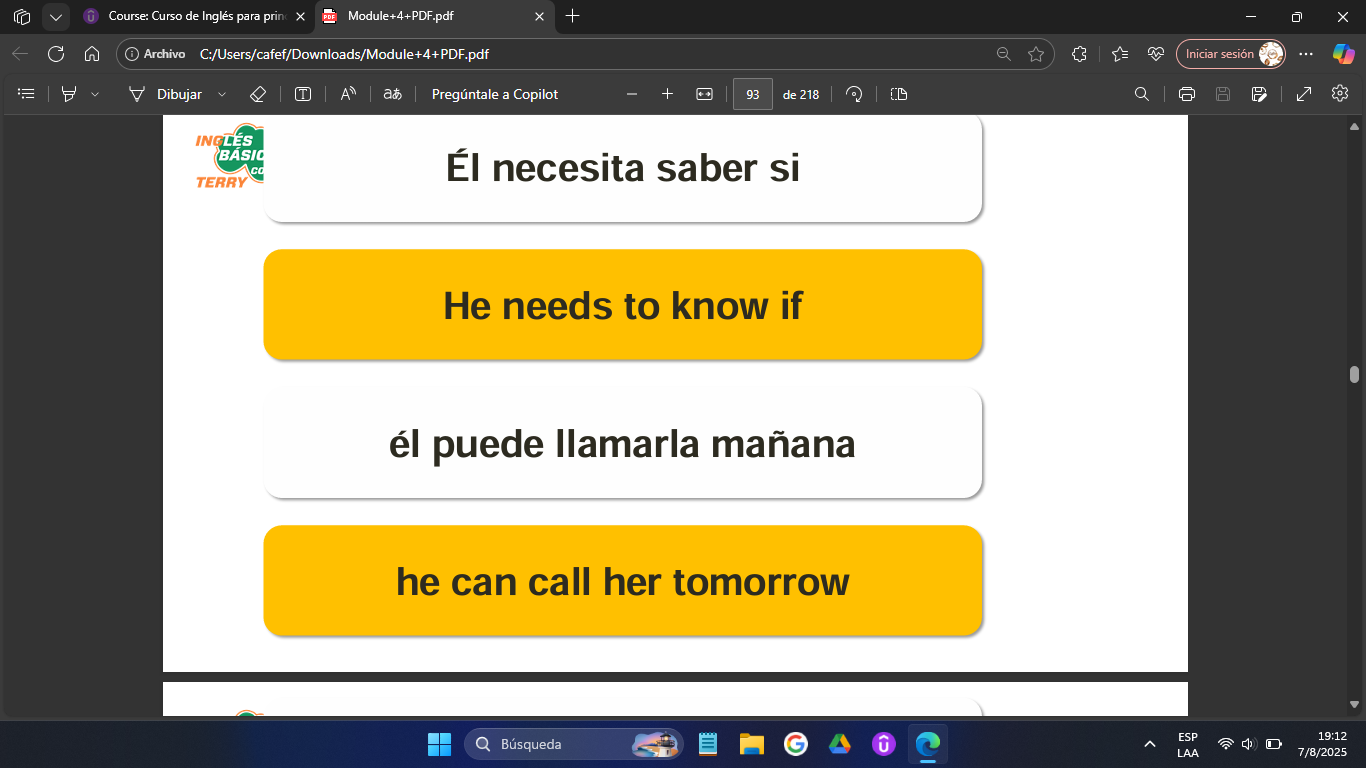 Course: Curso de Inglés para prin
Module+4+PDF.pdf
Archivo
C:/Users/cafef/Downloads/Module+4+PDF.pdf
Iniciar sesión
Dibujar
Pregúntale a Copilot
93
de 218
INGLÉS
BÁSIC
CO
TERRY
Él necesita saber si
He needs to know if
él puede llamarla mañana
he can call her tomorrow
Búsqueda
ESP
LAA
19:12
7/8/2025